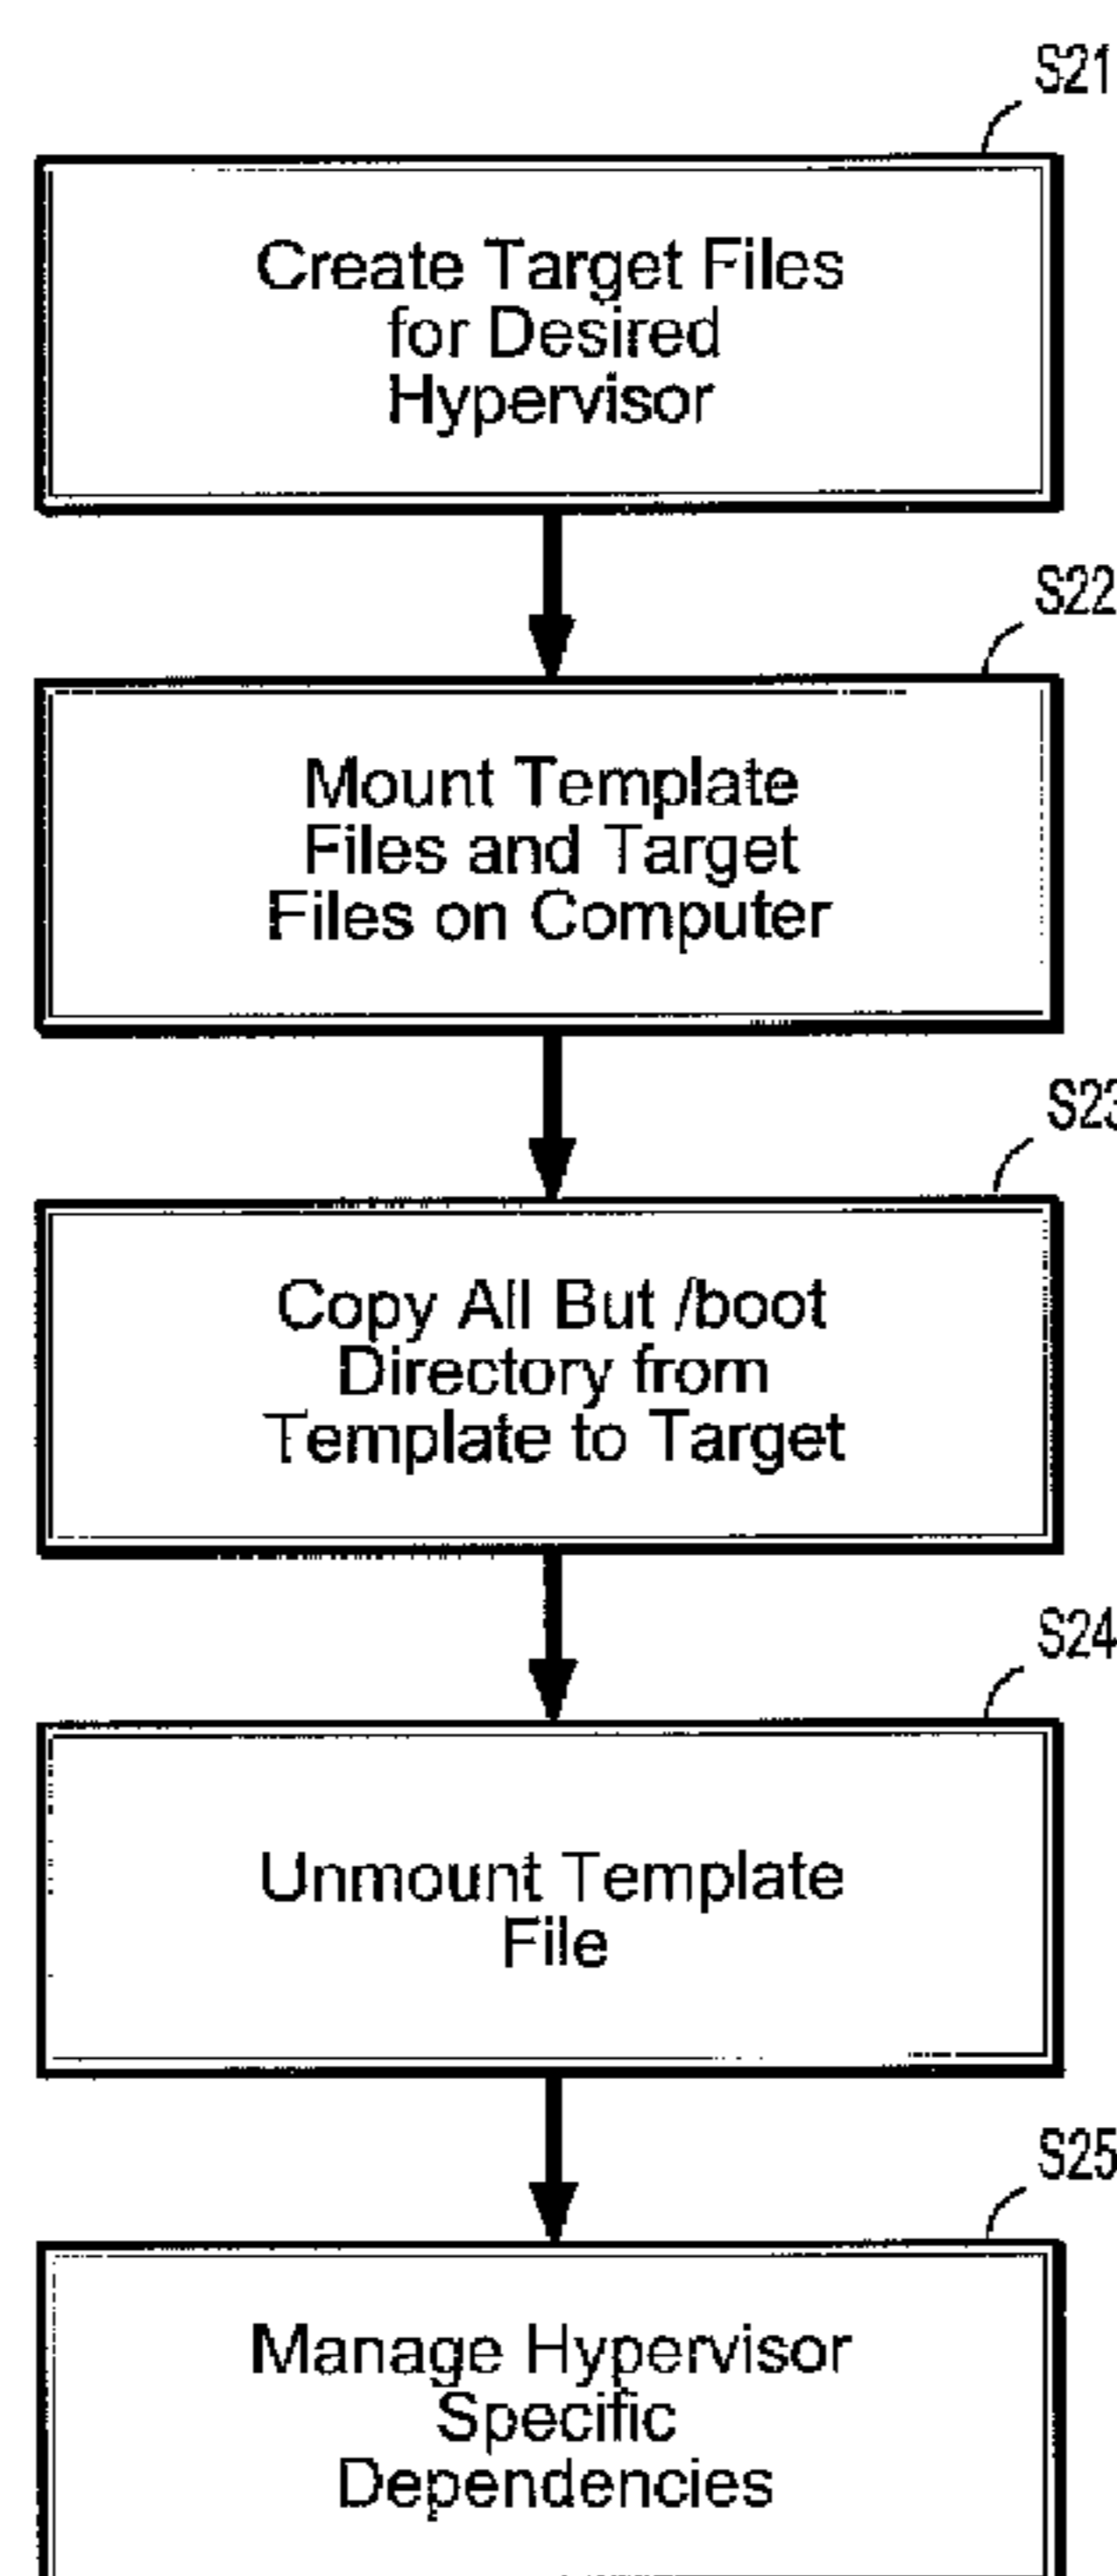 S21
Create Target Files
for Desired
Hypervisor
S22
Mount Template
Files and Target
Files on Computer
S23
Copy All But /boot
Directory from
Template to Target
S24
Unmount Template
File
S25
Manage Hypervisor
Specific
Dependencies